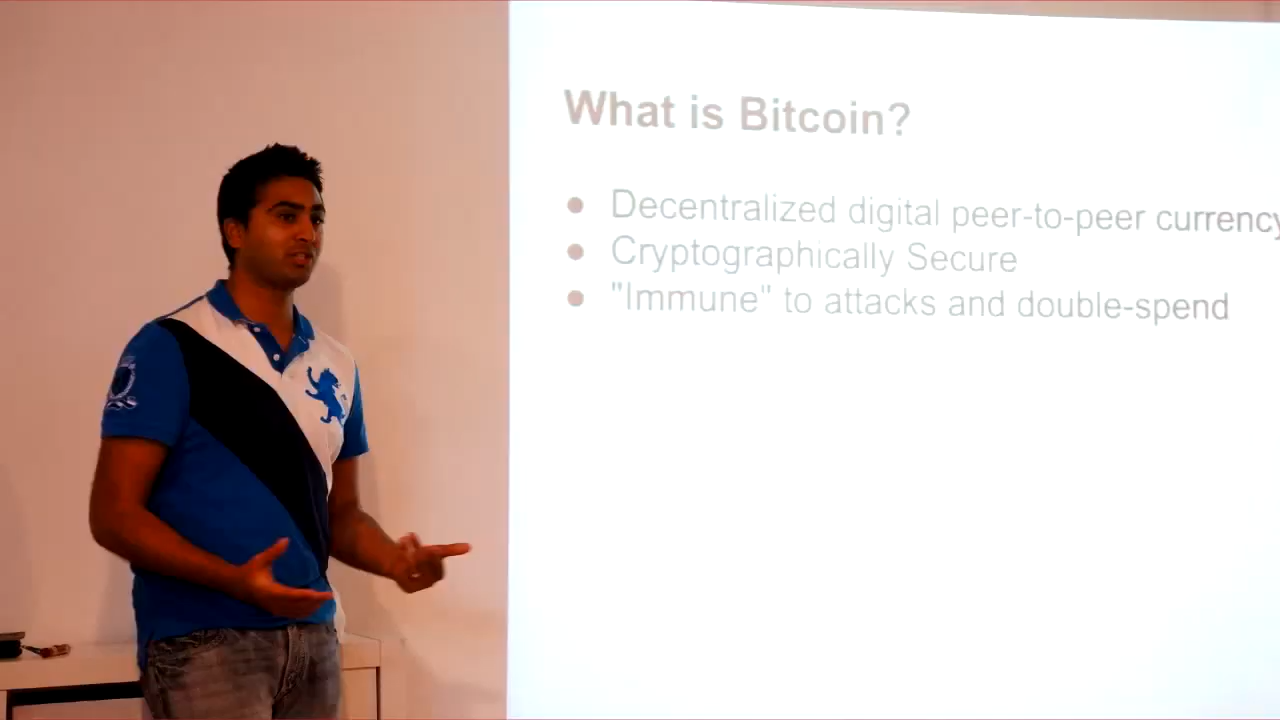 What is Bitcoin?
● Decentralized digital peer-to-peer currency
● Cryptographically Secure
● "Immune" to attacks and double-spend